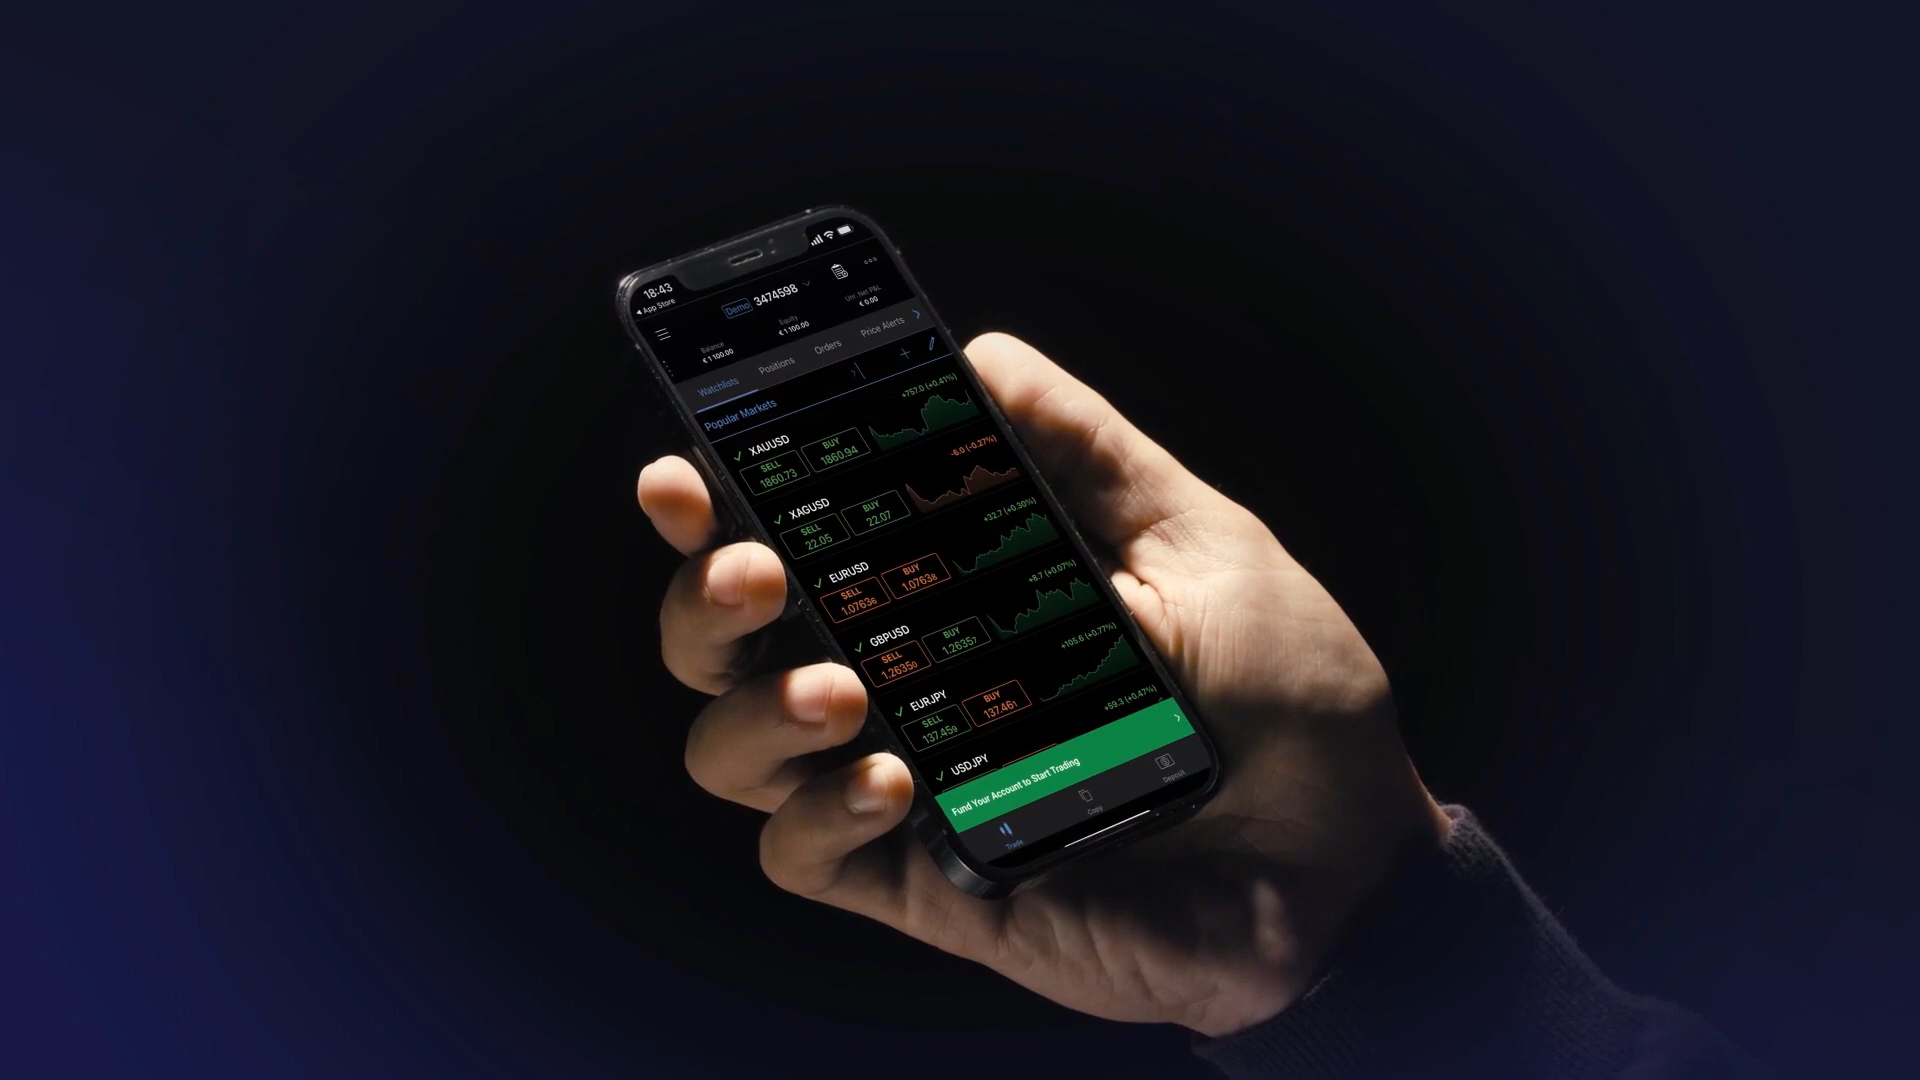 18:43
App Store
Demo 3474598
Balance
€ 1 100.00
Equity
€ 1 100.00
Unr. Net P&L
€ 0.00
Watchlists Positions Orders Price Alerts
Popular Markets
XAUUSD
+757.0 (+0.41%)
SELL
1860.73
BUY
1860.94
XAGUSD
-6.0 (-0.27%)
SELL
22.05
BUY
22.07
EURUSD
+32.7 (+0.30%)
SELL
1.07636
BUY
1.07638
GBPUSD
+8.7 (+0.07%)
SELL
1.26350
BUY
1.26357
EURJPY
+105.6 (+0.77%)
SELL
137.459
BUY
137.461
USDJPY
+59.3 (+0.47%)
Fund Your Account to Start Trading
Trade Copy Deposit